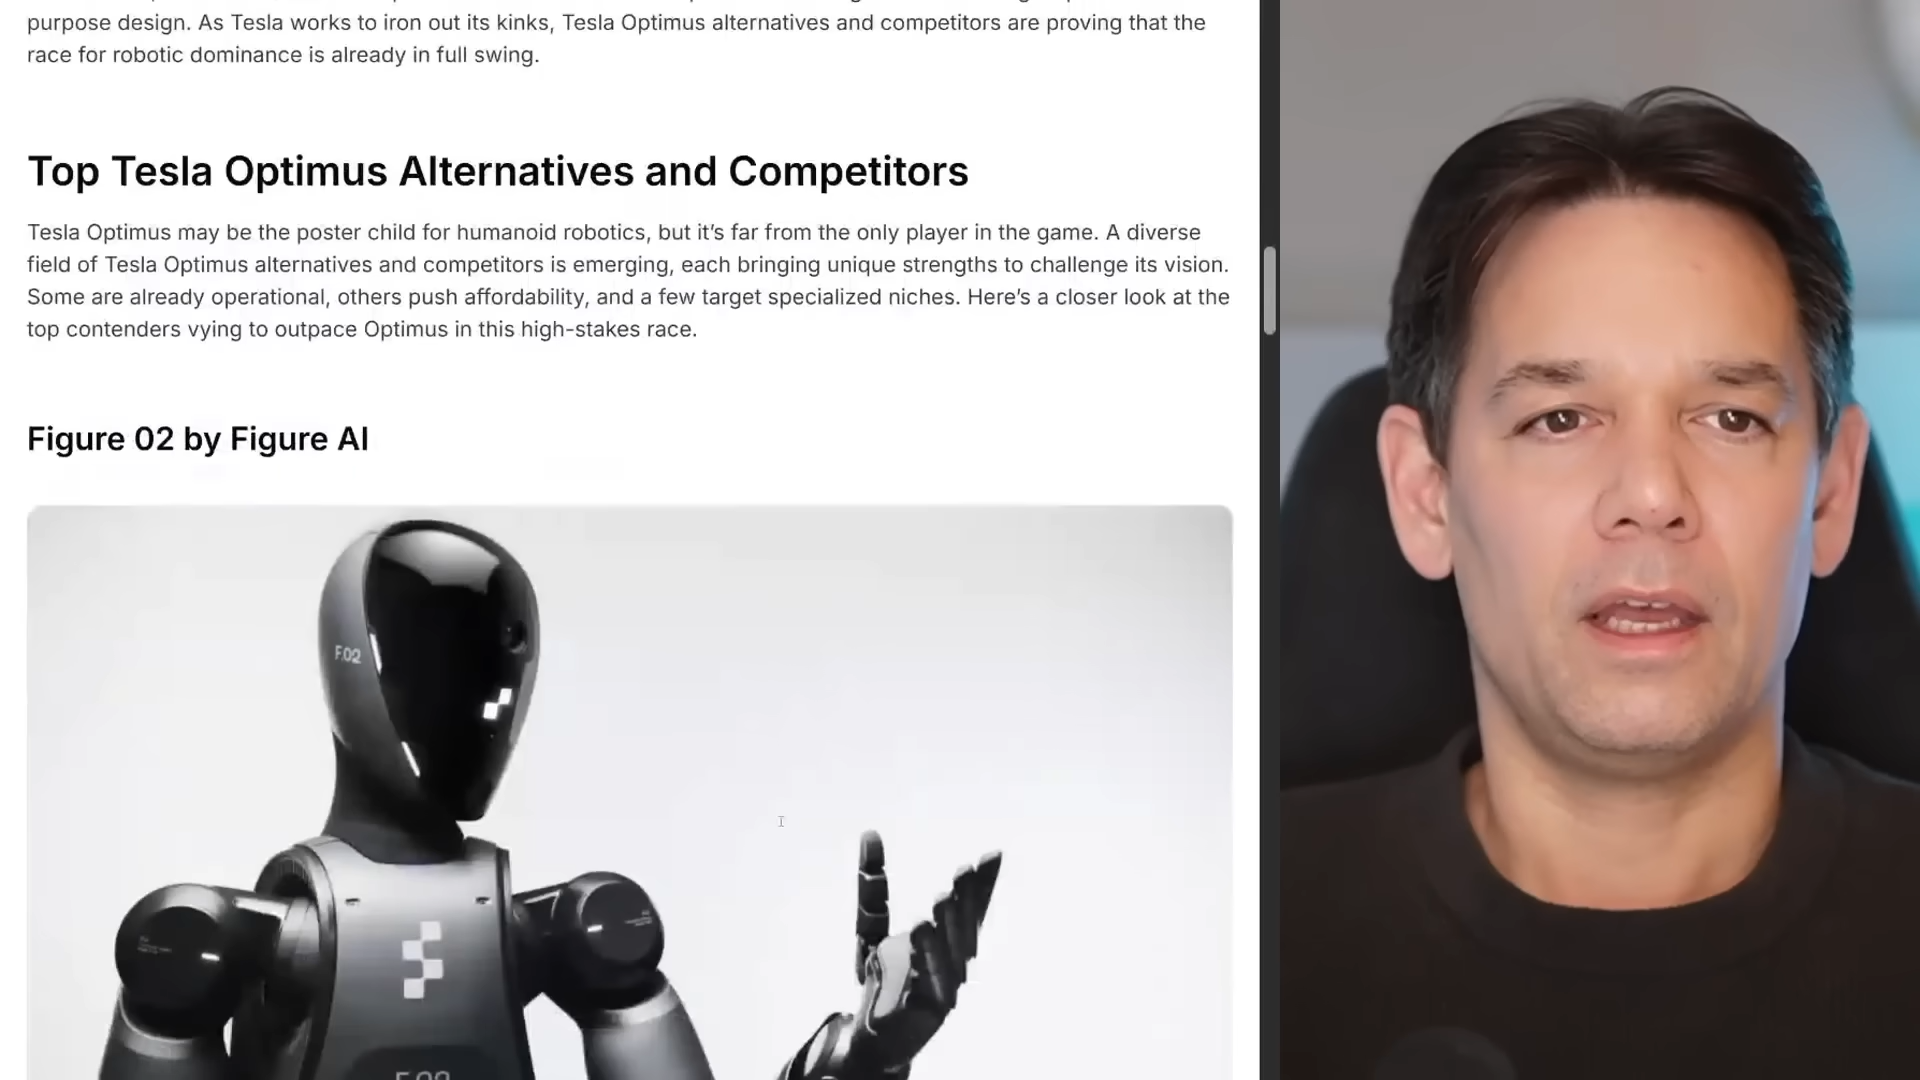 purpose design. As Tesla works to iron out its kinks, Tesla Optimus alternatives and competitors are proving that the
race for robotic dominance is already in full swing.
Top Tesla Optimus Alternatives and Competitors
Tesla Optimus may be the poster child for humanoid robotics, but it’s far from the only player in the game. A diverse
field of Tesla Optimus alternatives and competitors is emerging, each bringing unique strengths to challenge its vision.
Some are already operational, others push affordability, and a few target specialized niches. Here’s a closer look at the
top contenders vying to outpace Optimus in this high-stakes race.
Figure 02 by Figure AI
F.02